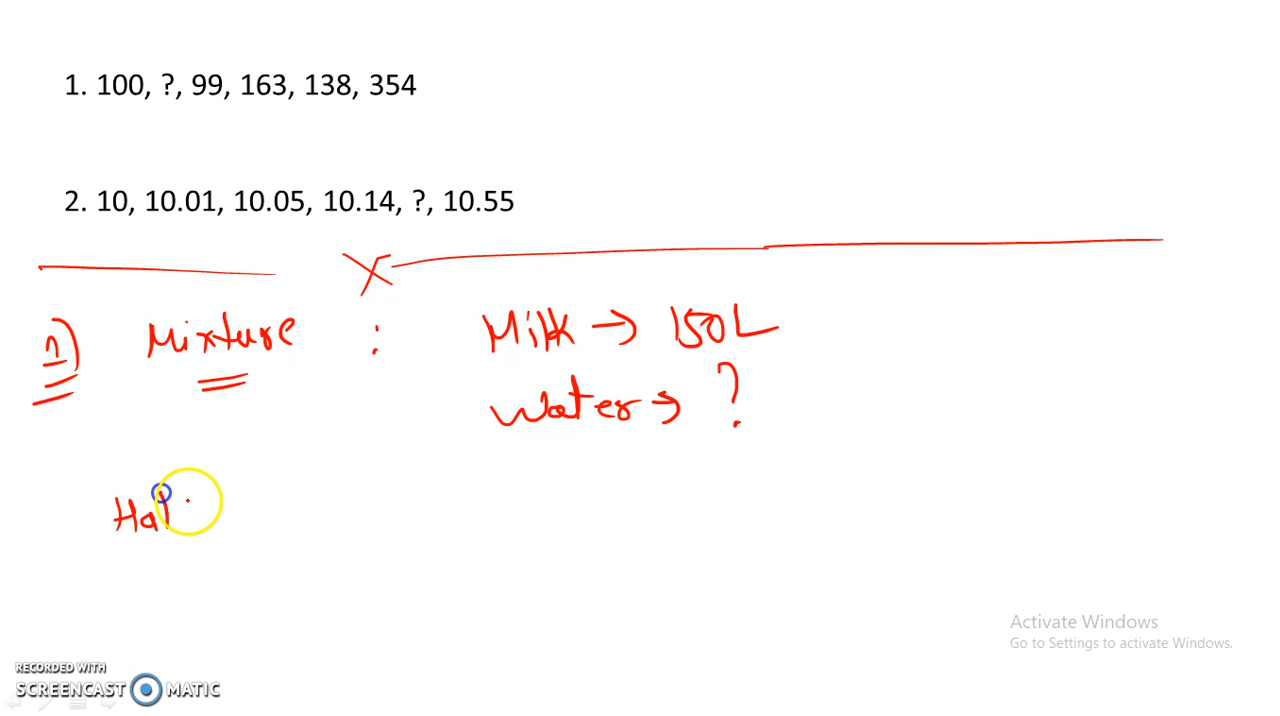 1. 100, ?, 99, 163, 138, 354
2. 10, 10.01, 10.05, 10.14, ?, 10.55
1) Mixture : Milk → 150L
Water → ?
Hal
Activate Windows
Go to Settings to activate Windows.
RECORDED WITH
SCREENCAST MATIC